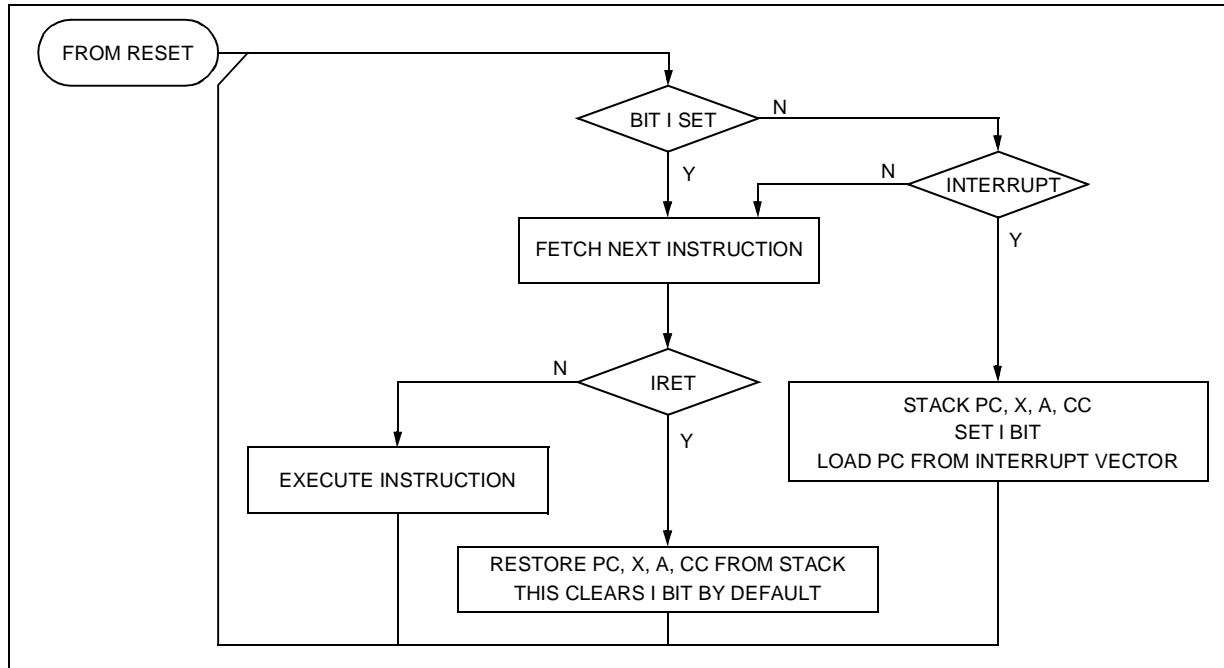 FROM RESET
BIT I SET
N
Y
N
INTERRUPT
Y
FETCH NEXT INSTRUCTION
N
IRET
Y
STACK PC, X, A, CC
SET I BIT
LOAD PC FROM INTERRUPT VECTOR
EXECUTE INSTRUCTION
RESTORE PC, X, A, CC FROM STACK
THIS CLEARS I BIT BY DEFAULT